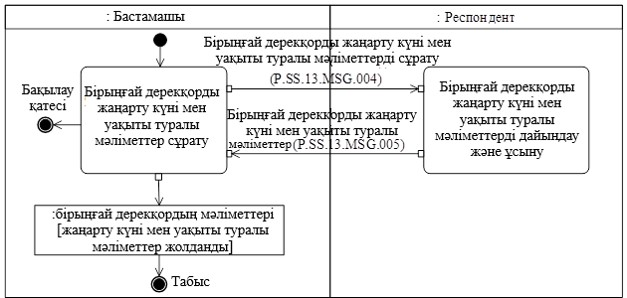 : Бастамашы
: Респондент
Бірыңғай дерекқорды жаңарту күні мен
уақыты туралы мәліметтерді сұрату
(P.SS.13.MSG.004)
Бақылау
қатесі
Бірыңғай дерекқорды
жаңарту күні мен
уақыты туралы
мәліметтер сұрату
Бірыңғай дерекқорды жаңарту
күні мен уақыты туралы
мәліметтер(P.SS.13.MSG.005)
Бірыңғай дерекқорды
жаңарту күні мен
уақыты туралы
мәліметтерді дайындау
және ұсыну
:бірыңғай дерекқордың мәліметтері
[жаңарту күні мен уақыты туралы
мәліметтер жолданды]
Табыс